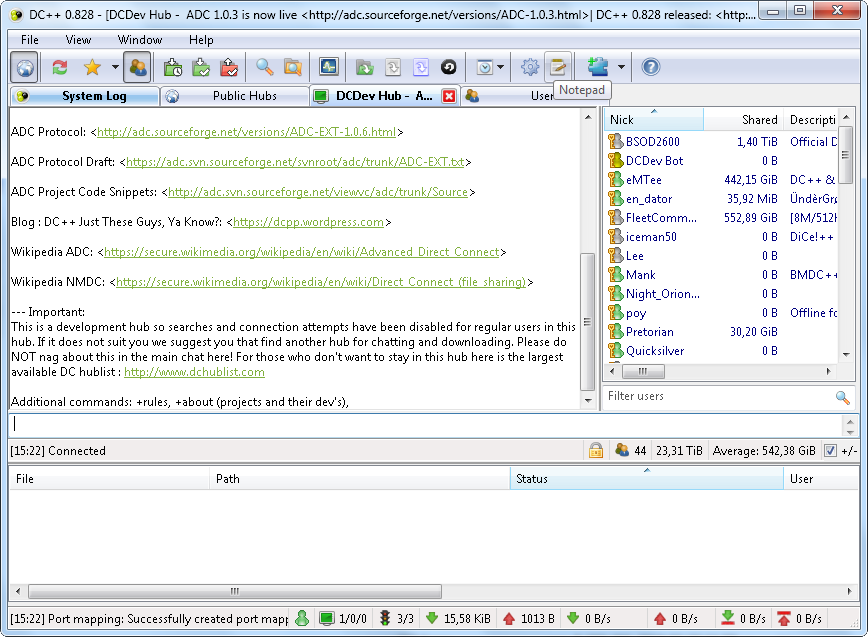 DC++ 0.828 - [DCDev Hub - ADC 1.0.3 is now live <http://adc.sourceforge.net/versions/ADC-1.0.3.html>| DC++ 0.828 released: <http:...
File View Window Help
Notepad
System Log Public Hubs DCDev Hub - A... User
ADC Protocol: <http://adc.sourceforge.net/versions/ADC-EXT-1.0.6.html>
ADC Protocol Draft: <https://adc.svn.sourceforge.net/svnroot/adc/trunk/ADC-EXT.txt>
ADC Project Code Snippets: <http://adc.svn.sourceforge.net/viewvc/adc/trunk/Source>
Blog : DC++ Just These Guys, Ya Know?: <https://dcpp.wordpress.com>
Wikipedia ADC: <https://secure.wikimedia.org/wikipedia/en/wiki/Advanced_Direct_Connect>
Wikipedia NMDC: <https://secure.wikimedia.org/wikipedia/en/wiki/Direct_Connect_(file_sharing)>
--- Important:
This is a development hub so searches and connection attempts have been disabled for regular users in this
hub. If it does not suit you we suggest you that find another hub for chatting and downloading. Please do
NOT nag about this in the main chat here! For those who don't want to stay in this hub here is the largest
available DC hublist : http://www.dchublist.com
Additional commands: +rules, +about (projects and their dev's),
Nick Shared Descripti
BSOD2600 1,40 TiB Official D
DCDev Bot 0 B
eMTee 442,15 GiB DC++ &
en_dator 35,92 MiB ÜndèrGrø
FleetComm... 552,89 GiB [8M/512K
iceman50 0 B DiCe!++
Lee 0 B
Mank 0 B BMDC++
Night_Orion... 0 B
poy 0 B Offline fo
Pretorian 30,20 GiB
Quicksilver 0 B
Filter users
[15:22] Connected 44 23,31 TiB Average: 542,38 GiB +/-
File Path Status User
[15:22] Port mapping: Successfully created port mapp 1/0/0 3/3 15,58 KiB 1013 B 0 B/s 0 B/s 0 B/s 0 B/s